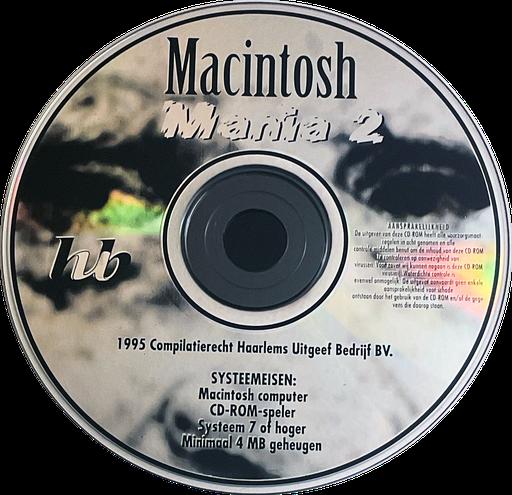 Macintosh
Mania 2
hb
AANSPRAKELIJKHEID
De uitgever van deze CD-ROM heeft alle voorzorgsmaat
regelen in acht genomen en alle
controle middelen benut om de inhoud van deze CD-ROM
te controleren op aanwezigheid van
virussen. Voor zover wij kunnen nagaan is deze CD-ROM
virusvrij. Waterdichte controle is
evenwel onmogelijk. De uitgever aanvaardt geen enkele
aansprakelijkheid voor schade
ontstaan door het gebruik van de CD-ROM en/of de gege
vens die daarop staan.
1995 Compilatierecht Haarlems Uitgeef Bedrijf BV.
SYSTEEMEISEN:
Macintosh computer
CD-ROM-speler
Systeem 7 of hoger
Minimaal 4 MB geheugen